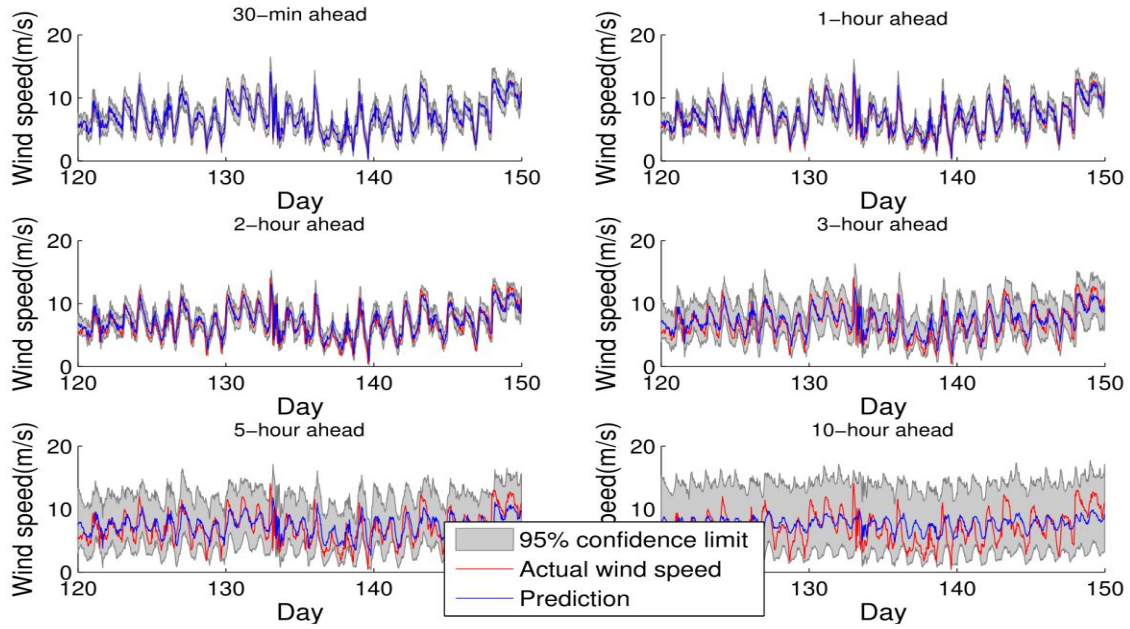 30-min ahead
Wind speed(m/s)
20
10
0
120
130
140
150
Day
1-hour ahead
Wind speed(m/s)
20
10
0
120
130
140
150
Day
2-hour ahead
Wind speed(m/s)
20
10
0
120
130
140
150
Day
3-hour ahead
Wind speed(m/s)
20
10
0
120
130
140
150
Day
5-hour ahead
Wind speed(m/s)
20
10
0
120
130
Day
10-hour ahead
speed(m/s)
20
130
140
150
Day
95% confidence limit
Actual wind speed
Prediction